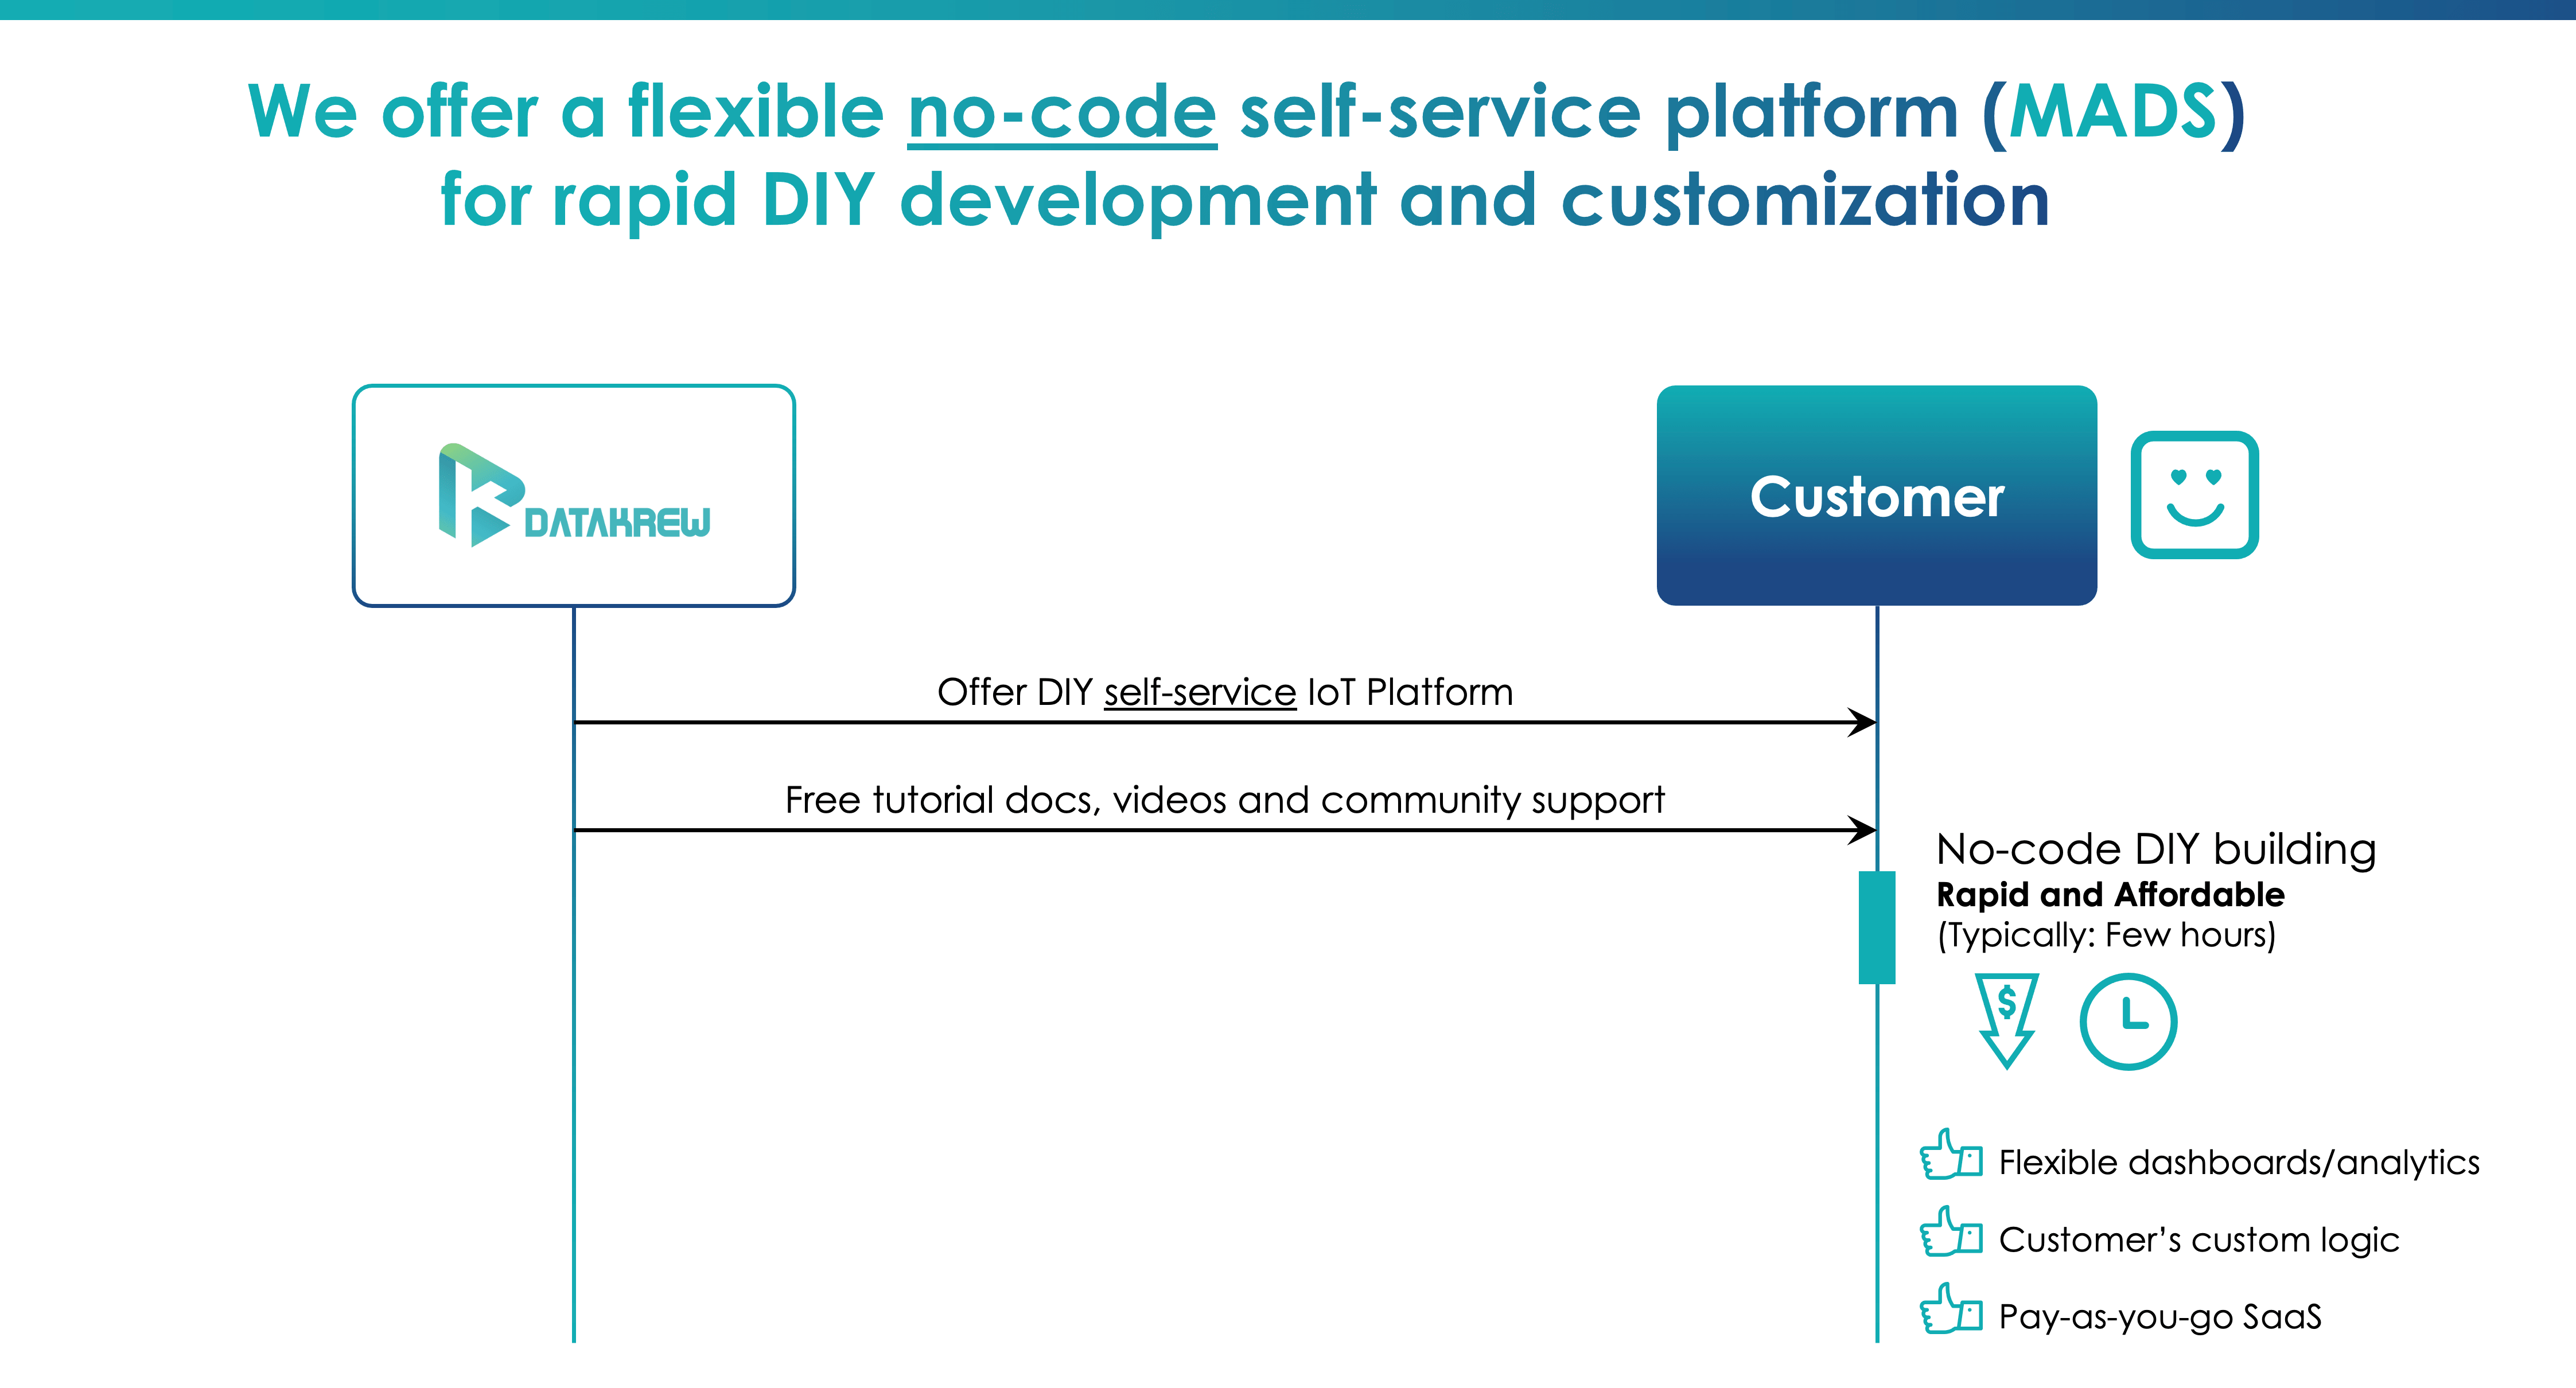 We offer a flexible no-code self-service platform (MADS)
for rapid DIY development and customization
DATAKREW
Customer
Offer DIY self-service IoT Platform
Free tutorial docs, videos and community support
No-code DIY building
Rapid and Affordable
(Typically: Few hours)
$
Flexible dashboards/analytics
Customer’s custom logic
Pay-as-you-go SaaS